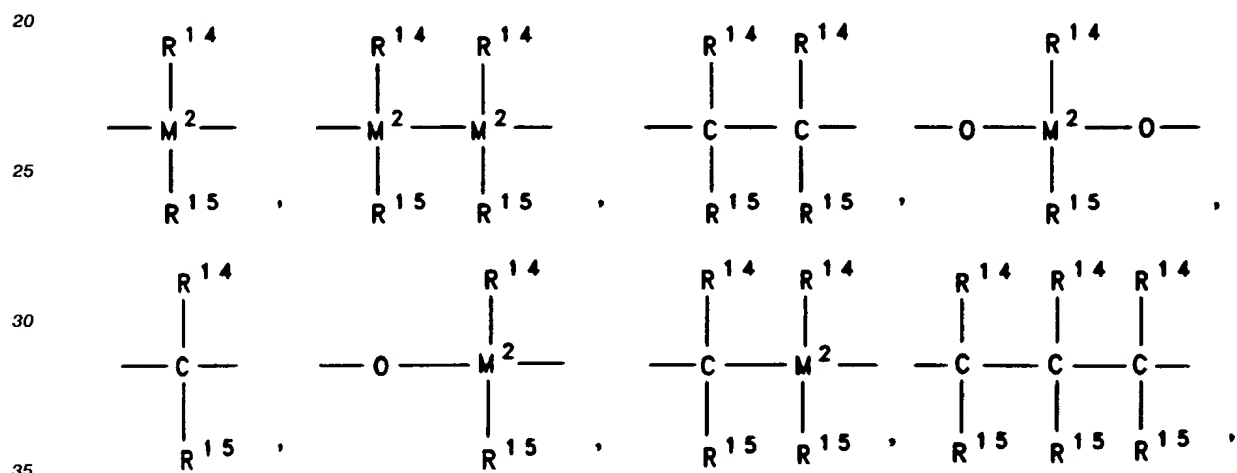 20
R¹⁴ R¹⁴ R¹⁴ R¹⁴ R¹⁴ R¹⁴
— M² — — M² — M² — — C — C — — O — M² — O —
25
R¹⁵ , R¹⁵ R¹⁵ , R¹⁵ R¹⁵ , R¹⁵ ,
R¹⁴ R¹⁴ R¹⁴ R¹⁴ R¹⁴ R¹⁴ R¹⁴
30
— C — — O — M² — — C — M² — — C — C — C —
R¹⁵ , R¹⁵ , R¹⁵ R¹⁵ , R¹⁵ R¹⁵ R¹⁵ ,
35